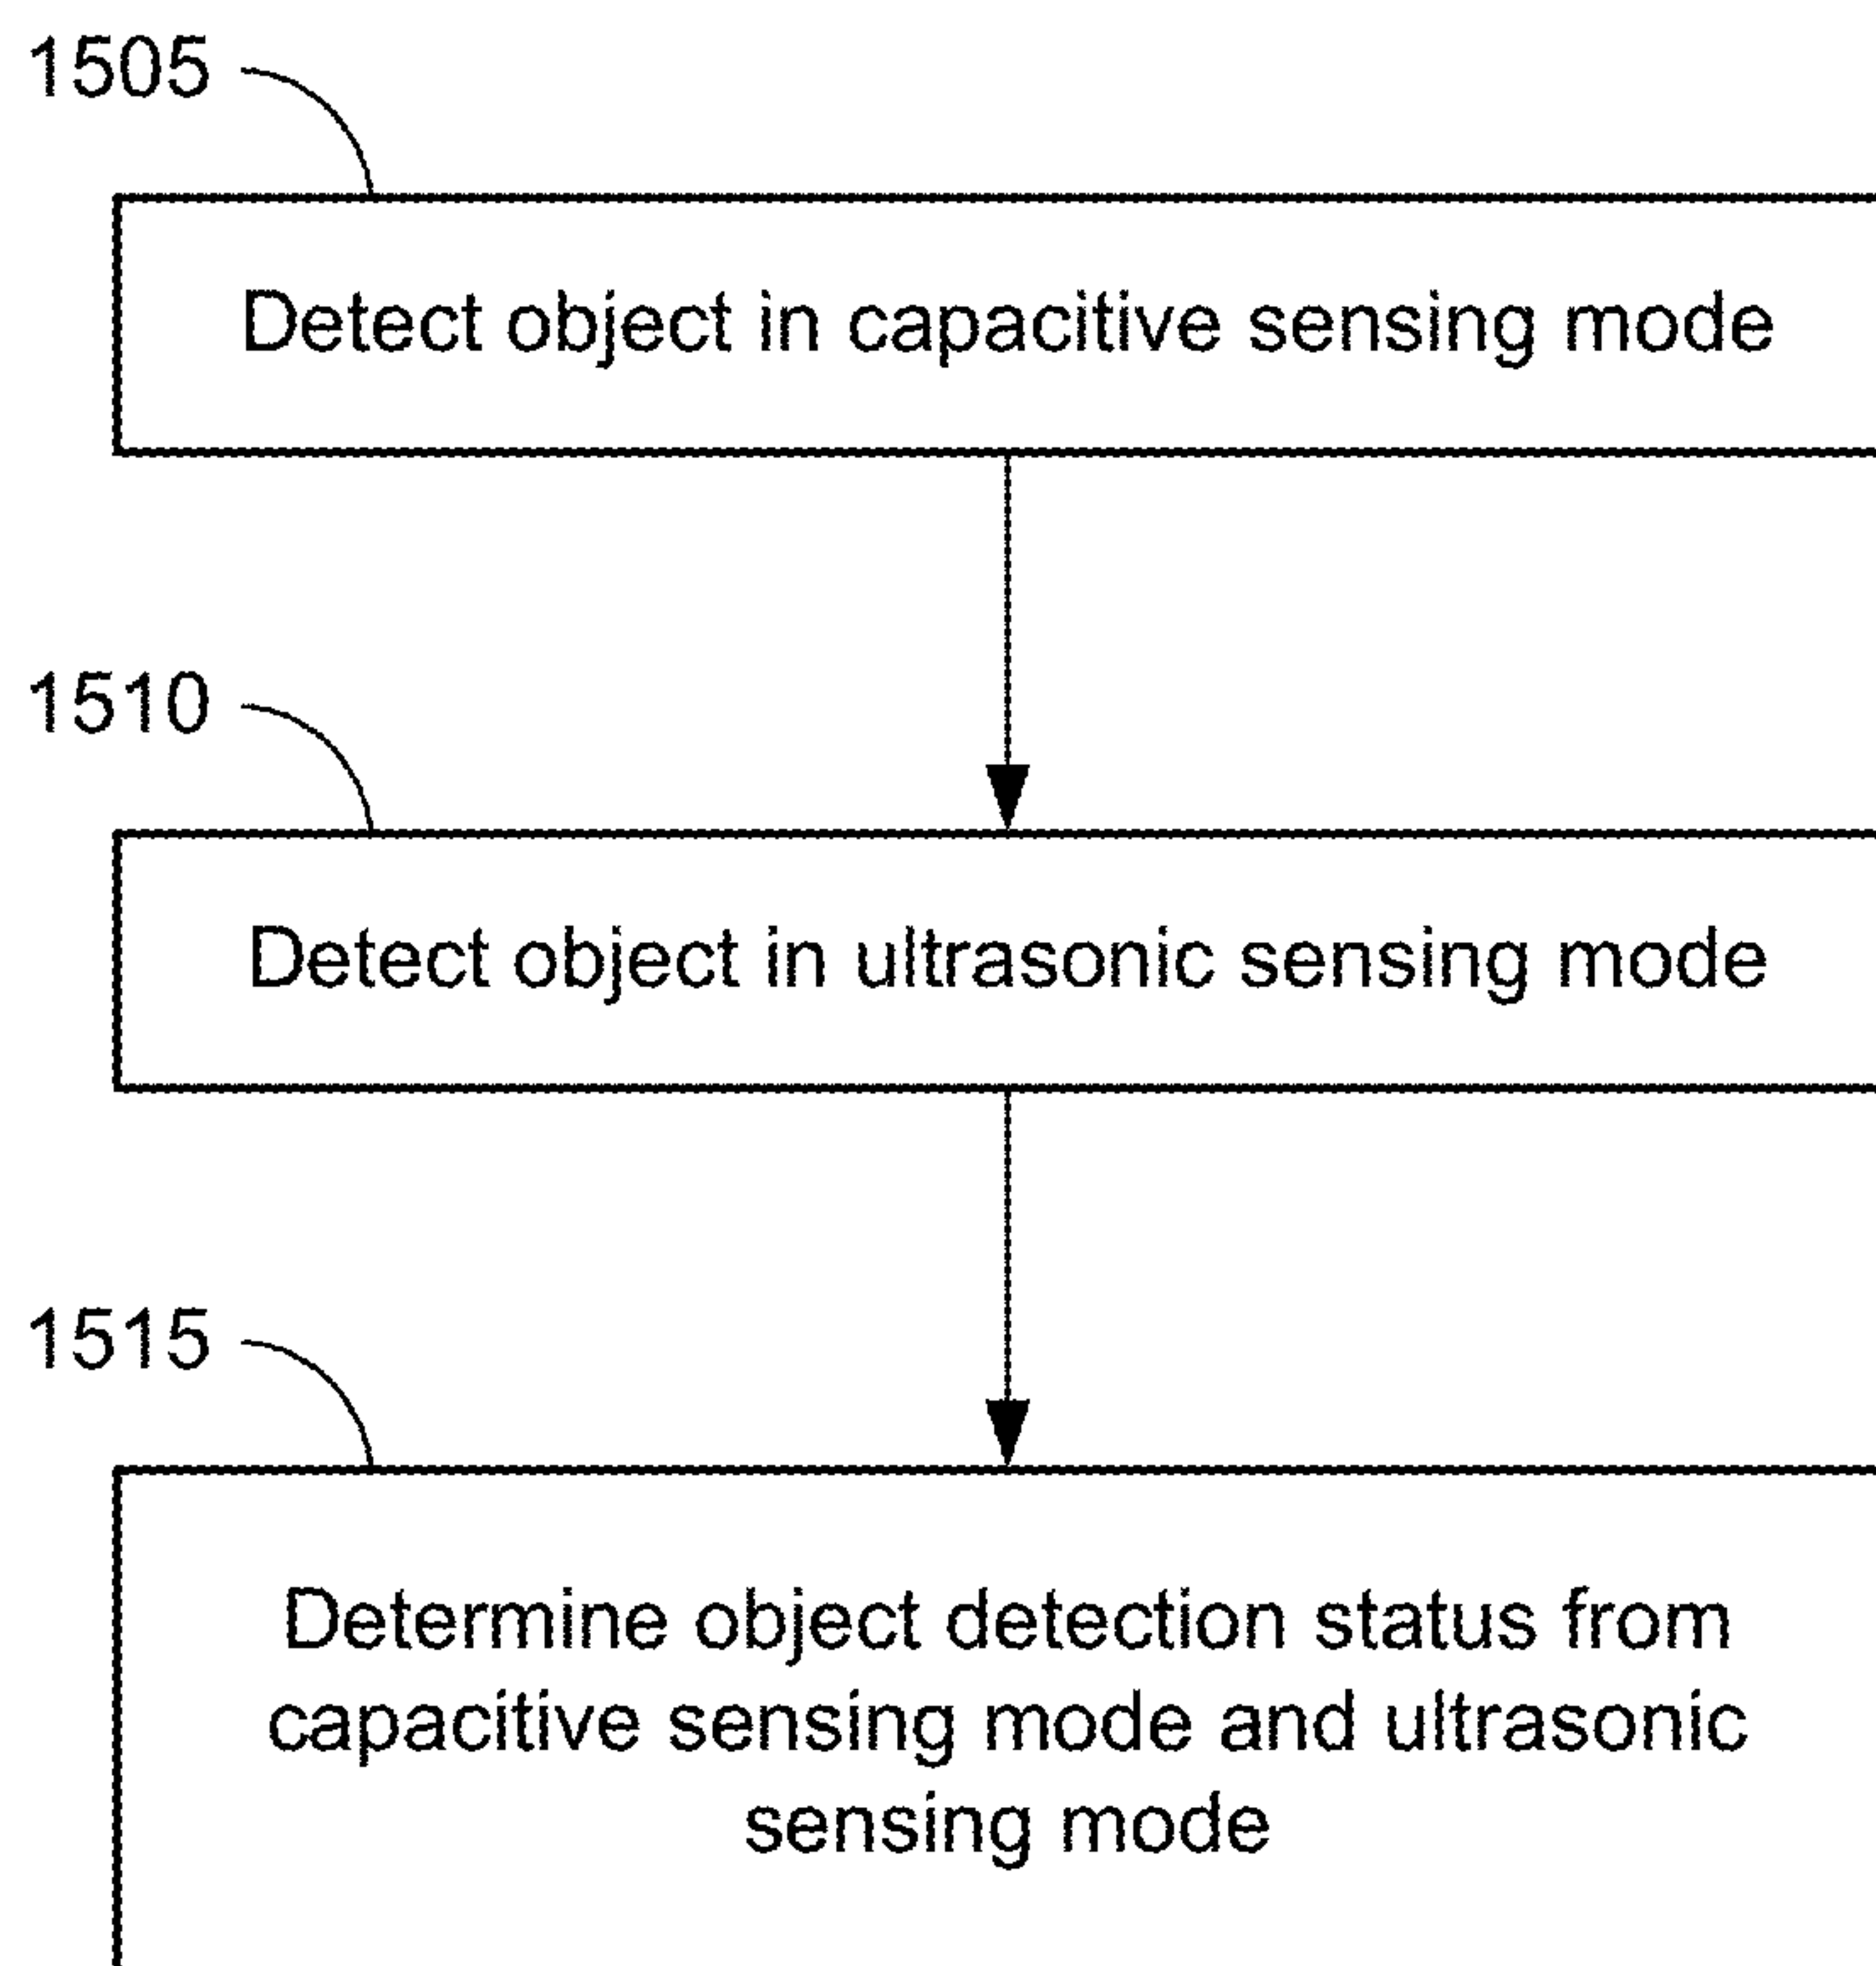 1505
Detect object in capacitive sensing mode
1510
Detect object in ultrasonic sensing mode
1515
Determine object detection status from
capacitive sensing mode and ultrasonic
sensing mode